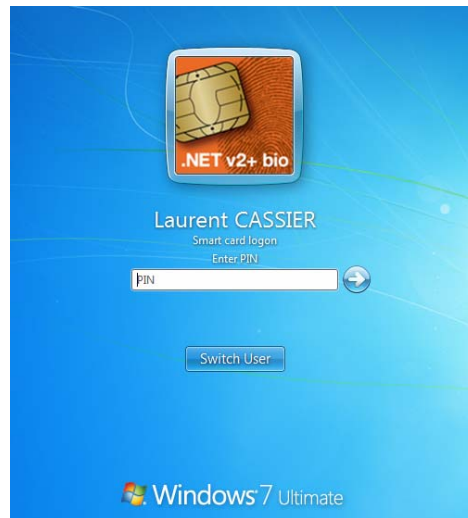 .NET v2+ bio
Laurent CASSIER
Smart card logon
Enter PIN
PIN
Switch User
Windows 7 Ultimate